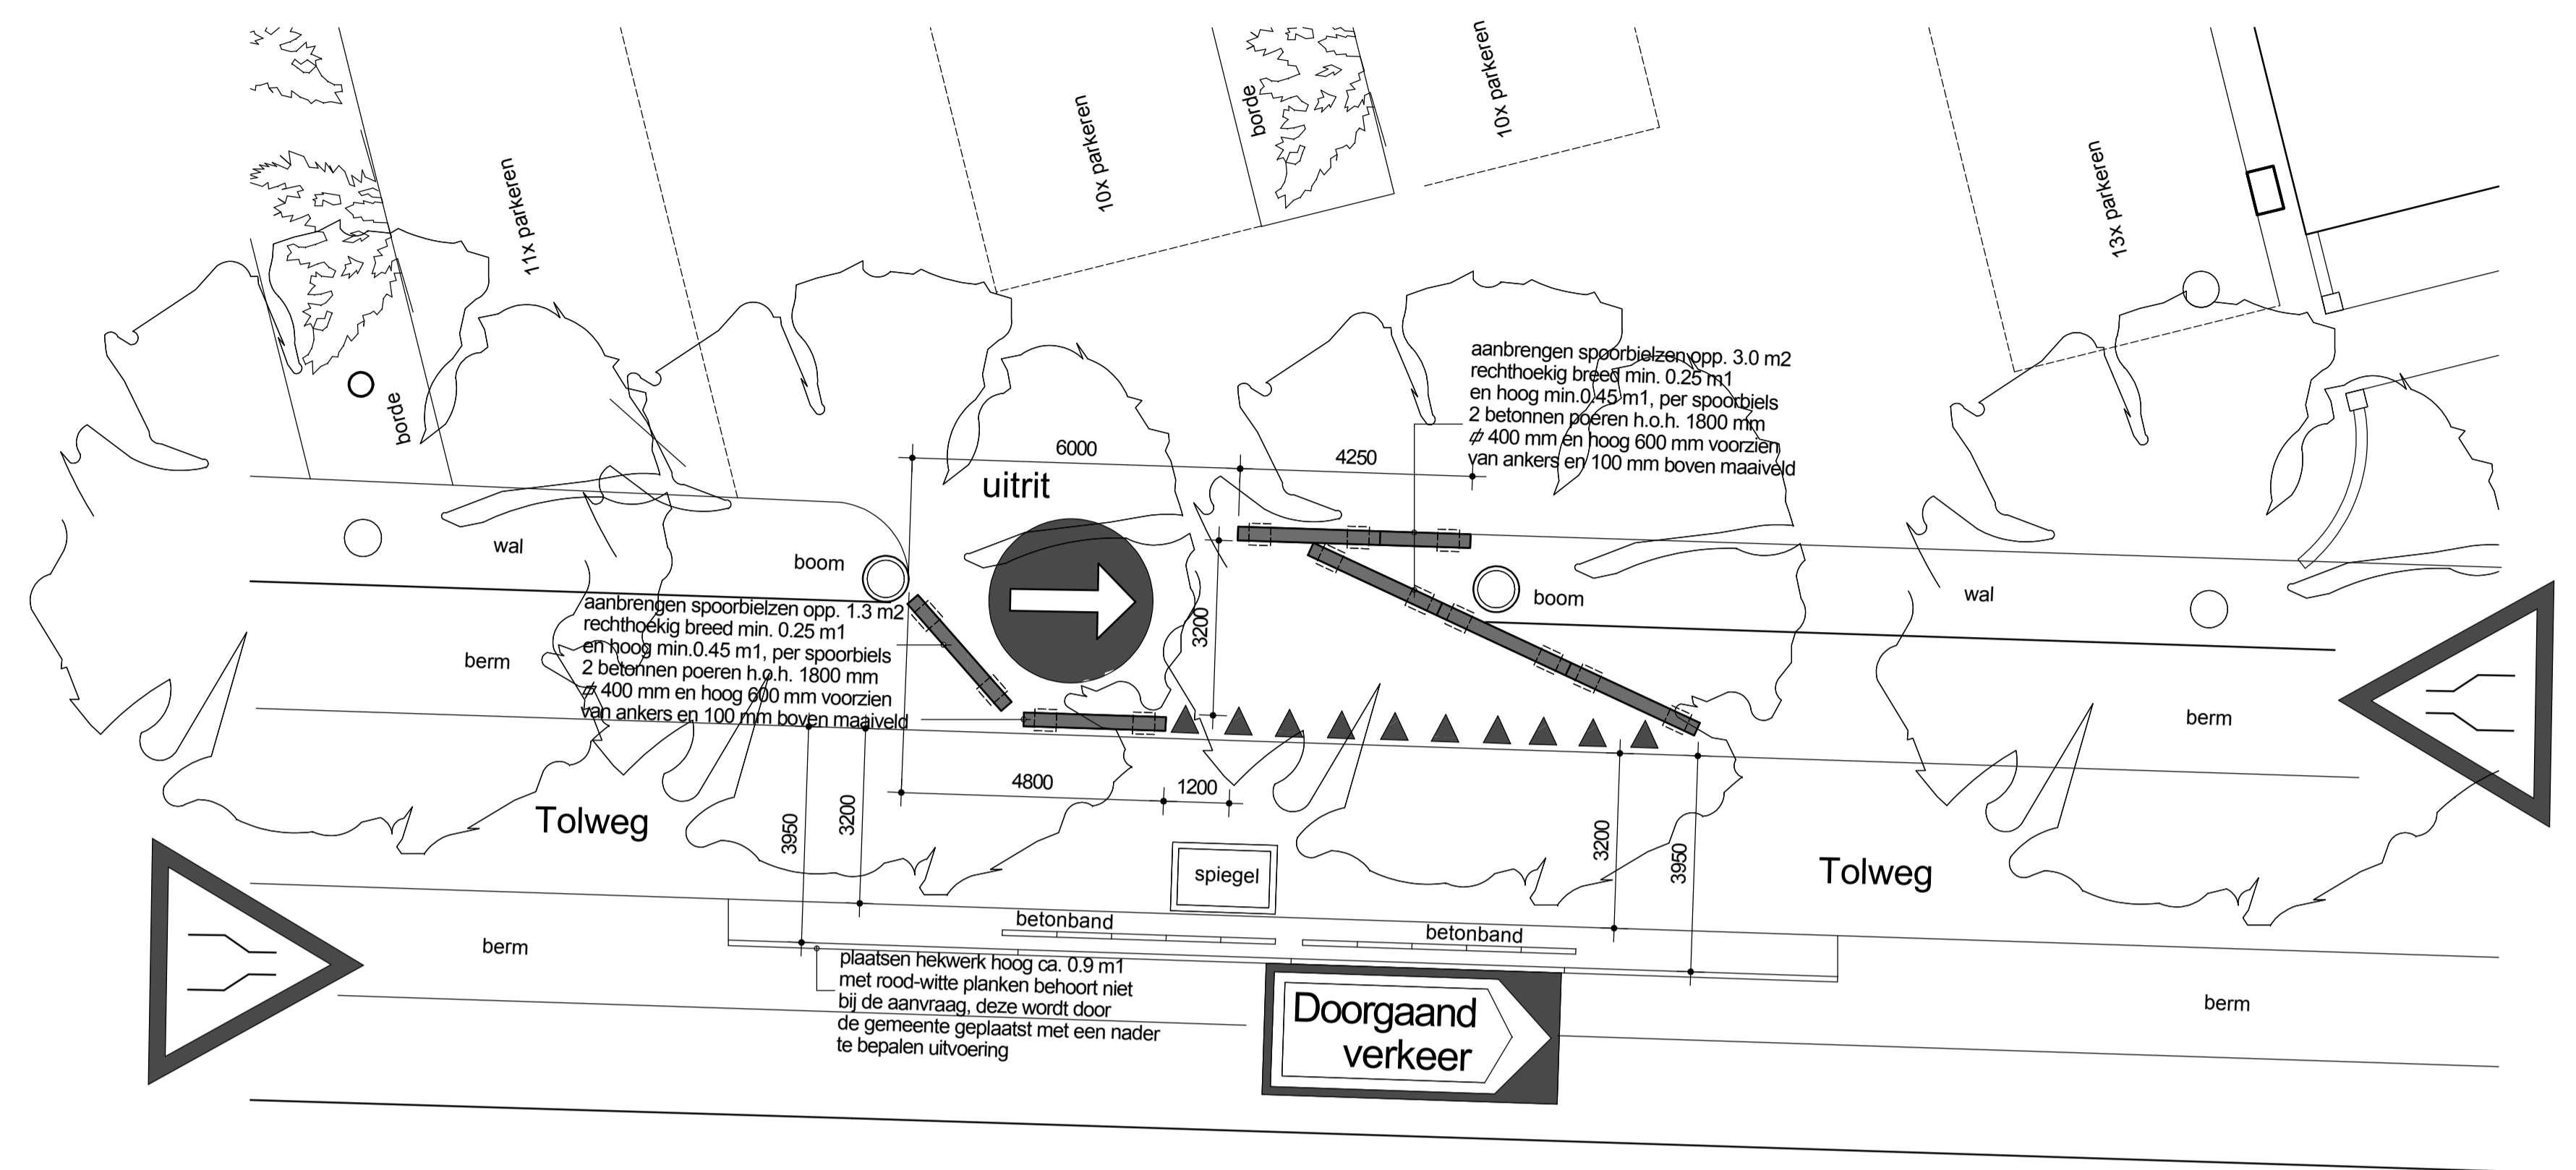 borde
10x parkeren
10x parkeren
borde
11x parkeren
13x parkeren
borde
aanbrengen spoorbielzen opp. 3.0 m2
rechthoekig breed min. 0.25 m1
en hoog min.0.45 m1, per spoorbiels
2 betonnen poeren h.o.h. 1800 mm
⌀ 400 mm en hoog 600 mm voorzien
van ankers en 100 mm boven maaiveld
6000
4250
uitrit
wal
boom
boom
wal
aanbrengen spoorbielzen opp. 1.3 m2
rechthoekig breed min. 0.25 m1
en hoog min.0.45 m1, per spoorbiels
2 betonnen poeren h.o.h. 1800 mm
⌀ 400 mm en hoog 600 mm voorzien
van ankers en 100 mm boven maaiveld
3200
berm
berm
4800
1200
Tolweg
3950
3200
3200
3950
Tolweg
spiegel
betonband
betonband
berm
berm
plaatsen hekwerk hoog ca. 0.9 m1
met rood-witte planken behoort niet
bij de aanvraag, deze wordt door
de gemeente geplaatst met een nader
te bepalen uitvoering
Doorgaand
verkeer